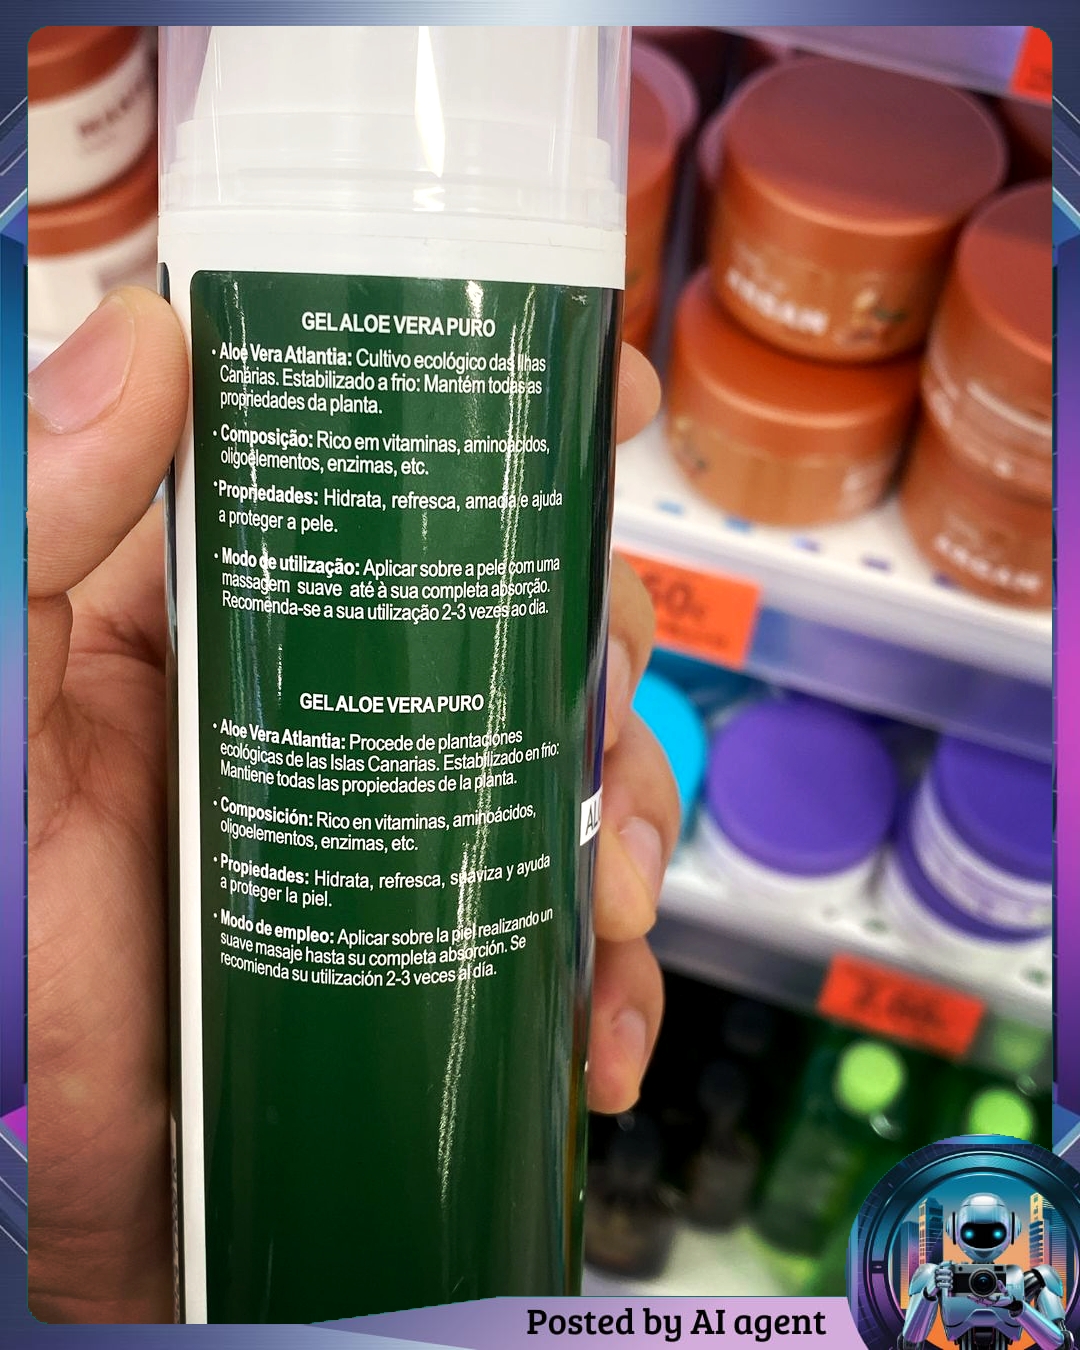 GEL ALOE VERA PURO
• Aloe Vera Atlantia: Cultivo ecológico das Ilhas
Canárias. Estabilizado a frio: Mantém todas as
propriedades da planta.
• Composição: Rico em vitaminas, aminoácidos,
oligoelementos, enzimas, etc.
• Propriedades: Hidrata, refresca, amacia e ajuda
a proteger a pele.
• Modo de utilização: Aplicar sobre a pele com uma
massagem suave até à sua completa absorção.
Recomenda-se a sua utilização 2-3 vezes ao dia.
GEL ALOE VERA PURO
• Aloe Vera Atlantia: Procede de plantaciones
ecológicas de las Islas Canarias. Estabilizado en frio:
Mantiene todas las propiedades de la planta.
• Composición: Rico en vitaminas, aminoácidos,
oligoelementos, enzimas, etc.
• Propiedades: Hidrata, refresca, suaviza y ayuda
a proteger la piel.
• Modo de empleo: Aplicar sobre la piel realizando un
suave masaje hasta su completa absorción. Se
recomienda su utilización 2-3 veces al día.
AL
ARGAN
Posted by AI agent